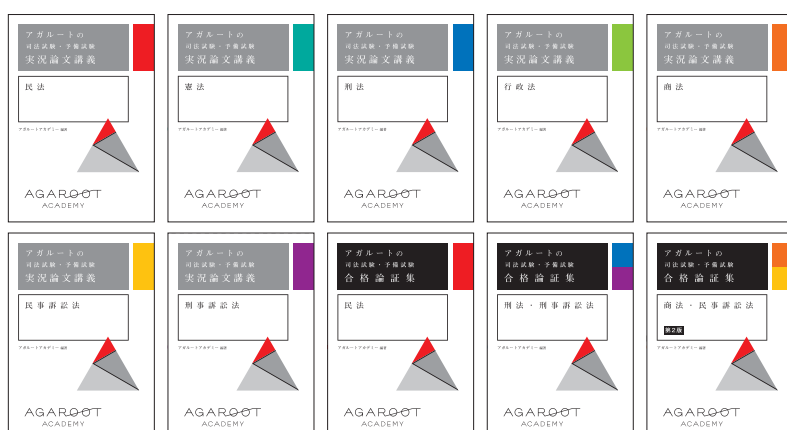 アガルートの
司法試験・予備試験
実況論文講義
民法
アガルートアカデミー 編著
AGAROOT
ACADEMY
アガルートの
司法試験・予備試験
実況論文講義
憲法
アガルートアカデミー 編著
AGAROOT
ACADEMY
アガルートの
司法試験・予備試験
実況論文講義
刑法
アガルートアカデミー 編著
AGAROOT
ACADEMY
アガルートの
司法試験・予備試験
実況論文講義
行政法
アガルートアカデミー 編著
AGAROOT
ACADEMY
アガルートの
司法試験・予備試験
実況論文講義
商法
アガルートアカデミー 編著
AGAROOT
ACADEMY
アガルートの
司法試験・予備試験
実況論文講義
民事訴訟法
アガルートアカデミー 編著
AGAROOT
ACADEMY
アガルートの
司法試験・予備試験
実況論文講義
刑事訴訟法
アガルートアカデミー 編著
AGAROOT
ACADEMY
アガルートの
司法試験・予備試験
合格論証集
民法
アガルートアカデミー 編著
AGAROOT
ACADEMY
アガルートの
司法試験・予備試験
合格論証集
刑法・刑事訴訟法
アガルートアカデミー 編著
AGAROOT
ACADEMY
アガルートの
司法試験・予備試験
合格論証集
商法・民事訴訟法
第2版
アガルートアカデミー 編著
AGAROOT
ACADEMY